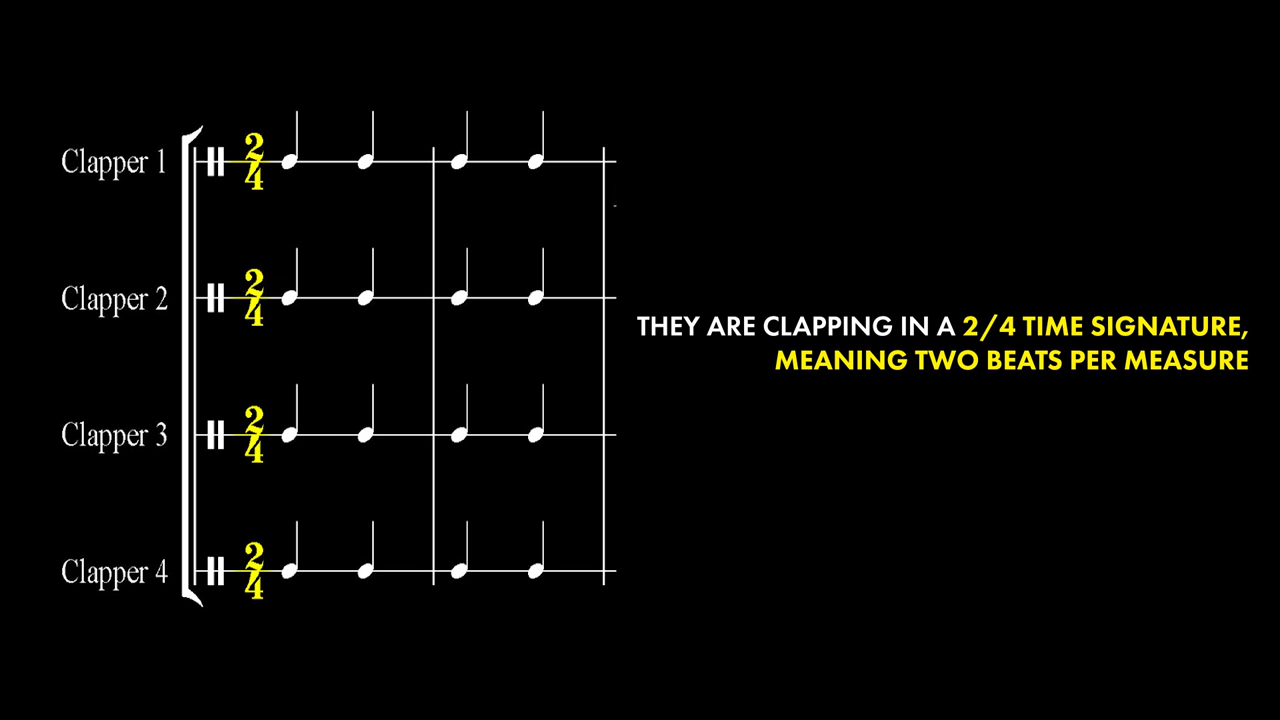 Clapper 1
2
4
Clapper 2
2
4
THEY ARE CLAPPING IN A 2/4 TIME SIGNATURE,
MEANING TWO BEATS PER MEASURE
Clapper 3
2
4
Clapper 4
2
4